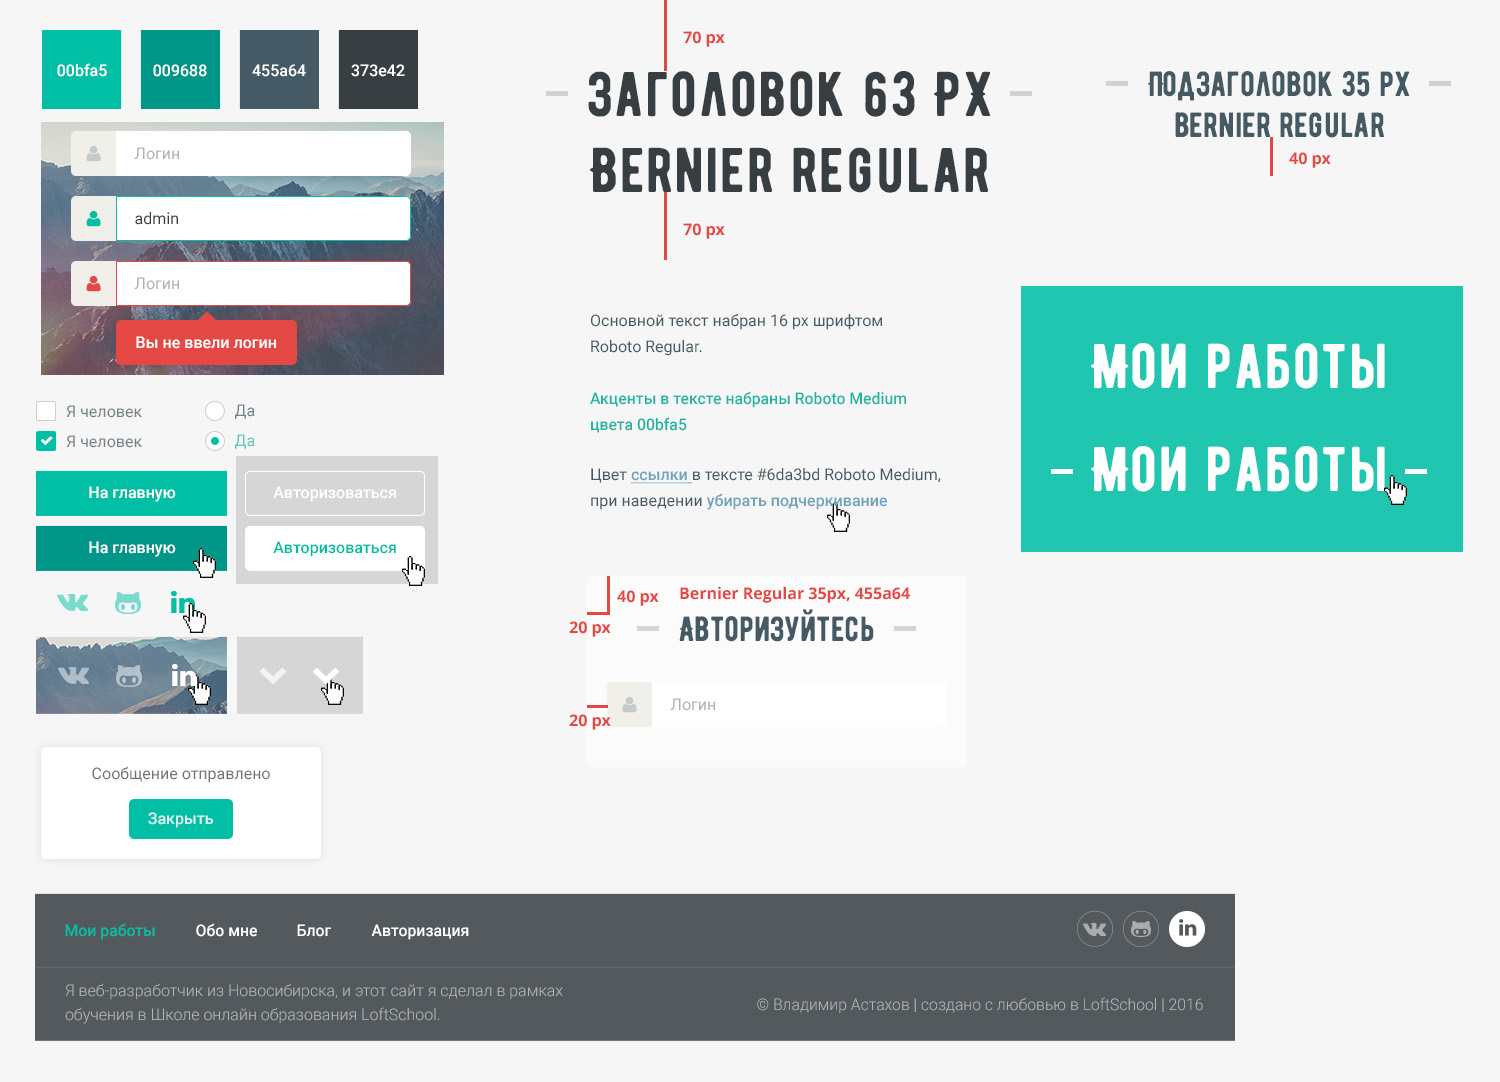 00bfa5
009688
455a64
373e42
Логин
admin
Логин
Вы не ввели логин
Я человек
Да
Я человек
Да
На главную
Авторизоваться
На главную
Авторизоваться
in
in
Сообщение отправлено
Закрыть
70 px
ЗАГОЛОВОК 63 PX
BERNIER REGULAR
70 px
ПОДЗАГОЛОВОК 35 PX
BERNIER REGULAR
40 px
Основной текст набран 16 px шрифтом
Roboto Regular.
Акценты в тексте набраны Roboto Medium
цвета 00bfa5
Цвет ссылки в тексте #6da3bd Roboto Medium,
при наведении убирать подчеркивание
МОИ РАБОТЫ
МОИ РАБОТЫ
40 px
Bernier Regular 35px, 455a64
20 px
АВТОРИЗУЙТЕСЬ
20 px
Логин
Мои работы
Обо мне
Блог
Авторизация
in
Я веб-разработчик из Новосибирска, и этот сайт я сделал в рамках
обучения в Школе онлайн образования LoftSchool.
© Владимир Астахов | создано с любовью в LoftSchool | 2016